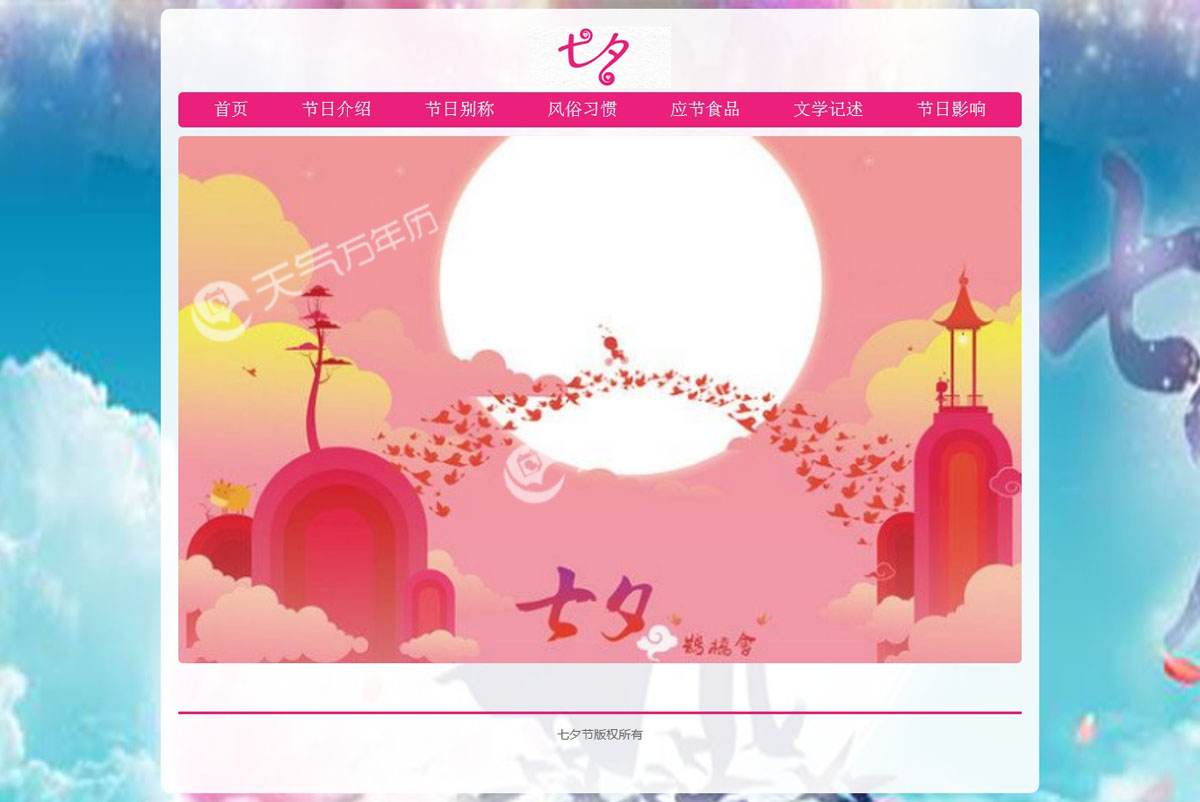 七夕
首页 节日介绍 节日别称 风俗习惯 应节食品 文学记述 节日影响
天气万年历
七夕
鹊桥會
七夕节版权所有